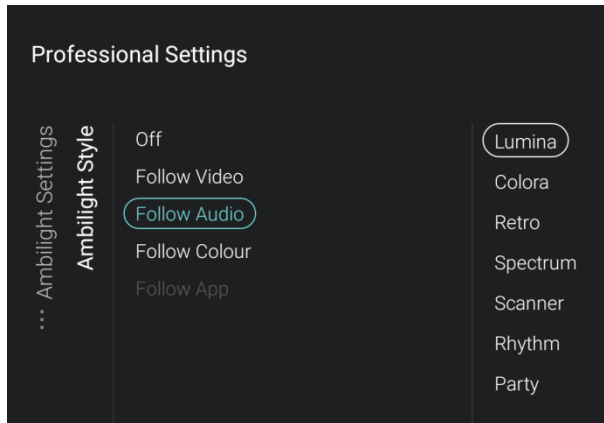 Professional Settings
••• Ambilight Settings
Ambilight Style
Off
Follow Video
Follow Audio
Follow Colour
Follow App
Lumina
Colora
Retro
Spectrum
Scanner
Rhythm
Party